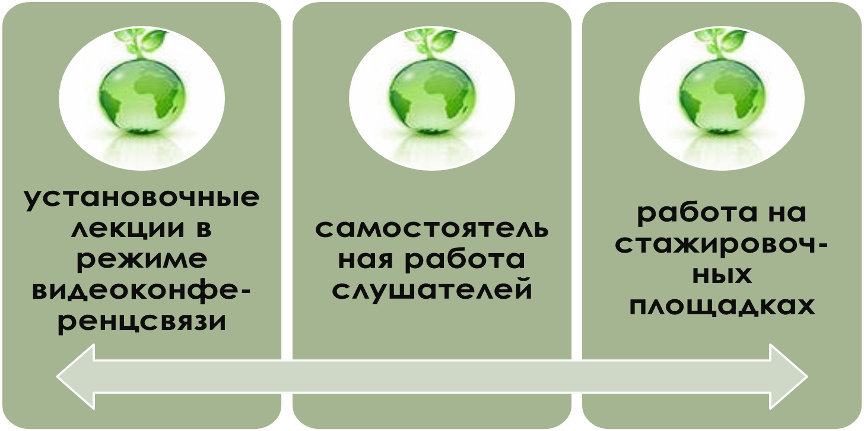 установочные
лекции в
режиме
видеоконфе-
ренцсвязи
самостоятель
ная работа
слушателей
работа на
стажировоч-
ных
площадках